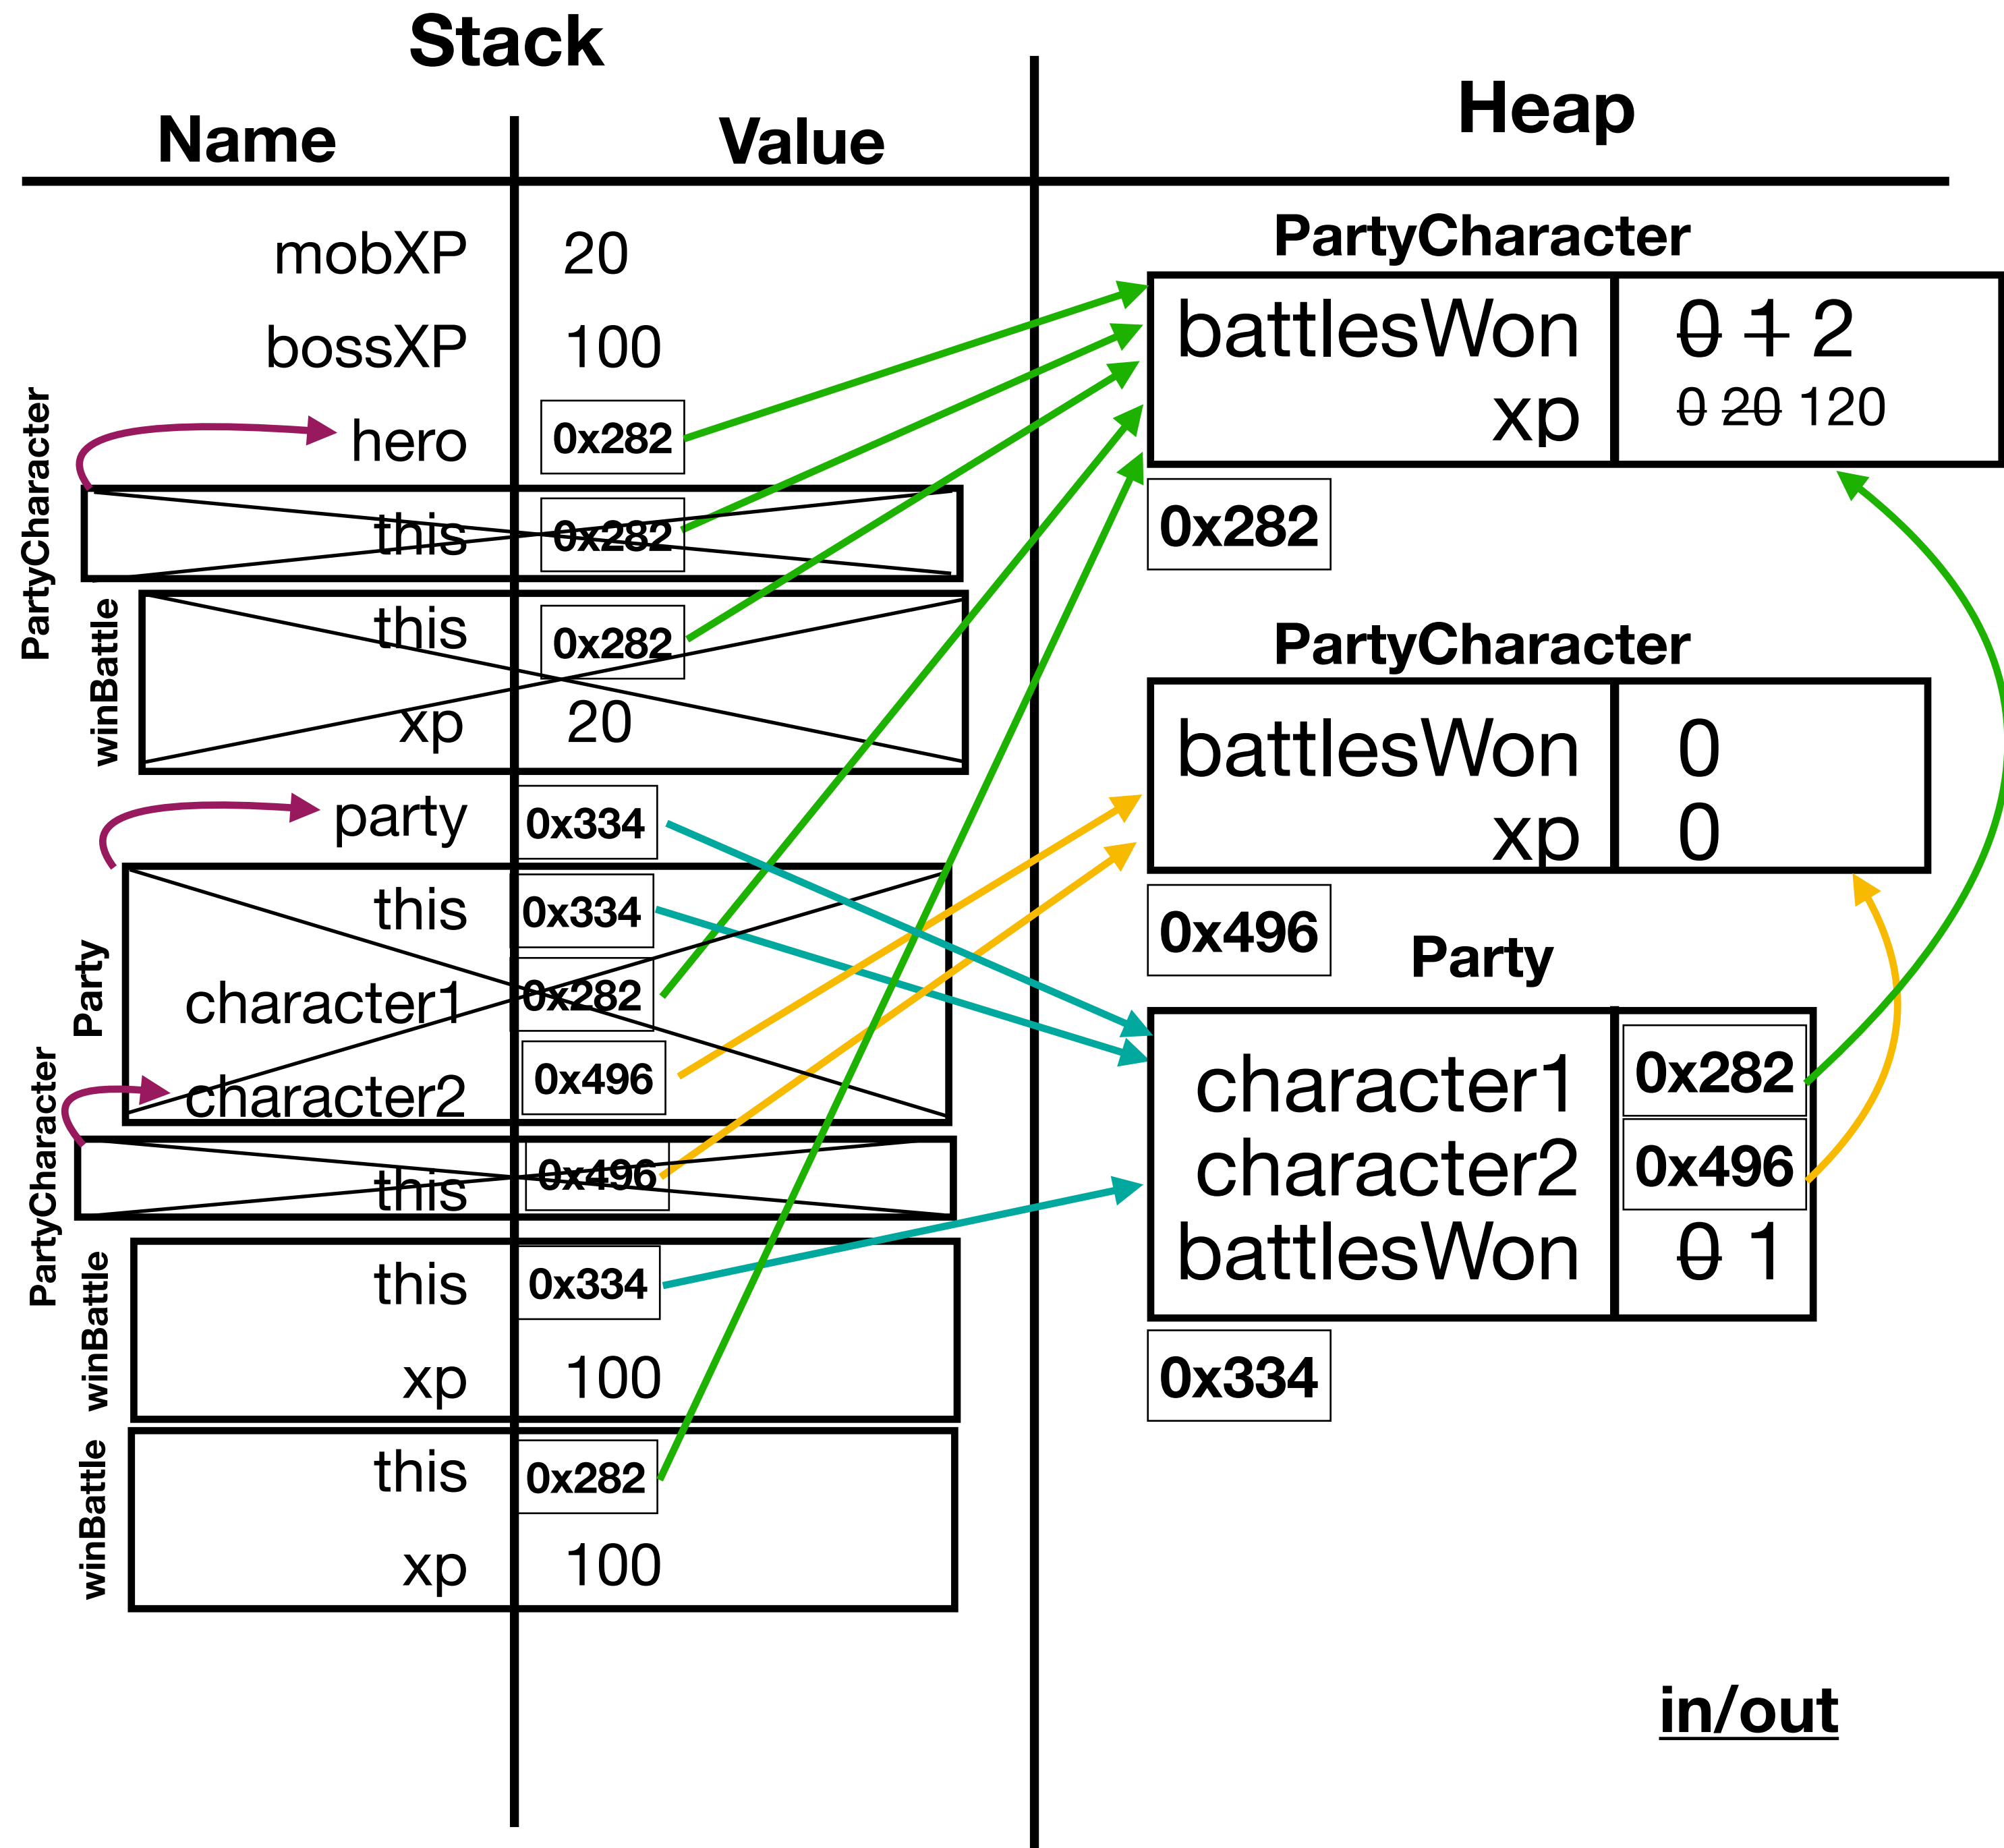 Stack
Heap
Name Value
mobXP 20
bossXP 100
hero 0x282
PartyCharacter
this 0x282
winBattle
this 0x282
xp 20
party 0x334
Party
this 0x334
character1 0x282
character2 0x496
PartyCharacter
this 0x496
winBattle
this 0x334
xp 100
winBattle
this 0x282
xp 100
PartyCharacter
battlesWon 0 1 2
xp 0 20 120
0x282
PartyCharacter
battlesWon 0
xp 0
0x496
Party
character1 0x282
character2 0x496
battlesWon 0 1
0x334
in/out